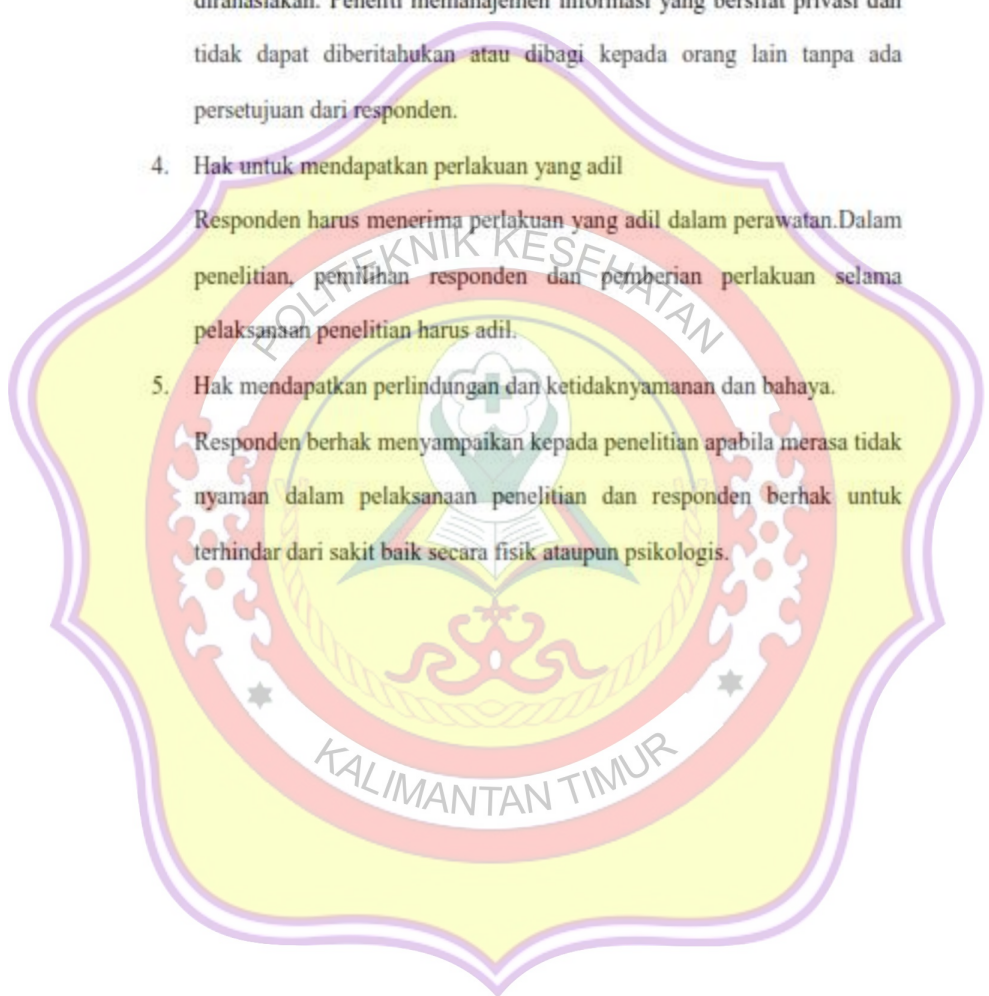 dirahasiakan. Peneliti memanajemen informasi yang bersifat privasi dan
tidak dapat diberitahukan atau dibagi kepada orang lain tanpa ada
persetujuan dari responden.
4. Hak untuk mendapatkan perlakuan yang adil
Responden harus menerima perlakuan yang adil dalam perawatan.Dalam
penelitian, pemilihan responden dan pemberian perlakuan selama
pelaksanaan penelitian harus adil.
5. Hak mendapatkan perlindungan dan ketidaknyamanan dan bahaya.
Responden berhak menyampaikan kepada penelitian apabila merasa tidak
nyaman dalam pelaksanaan penelitian dan responden berhak untuk
terhindar dari sakit baik secara fisik ataupun psikologis.
POLITEKNIK KESEHATAN
KALIMANTAN TIMUR